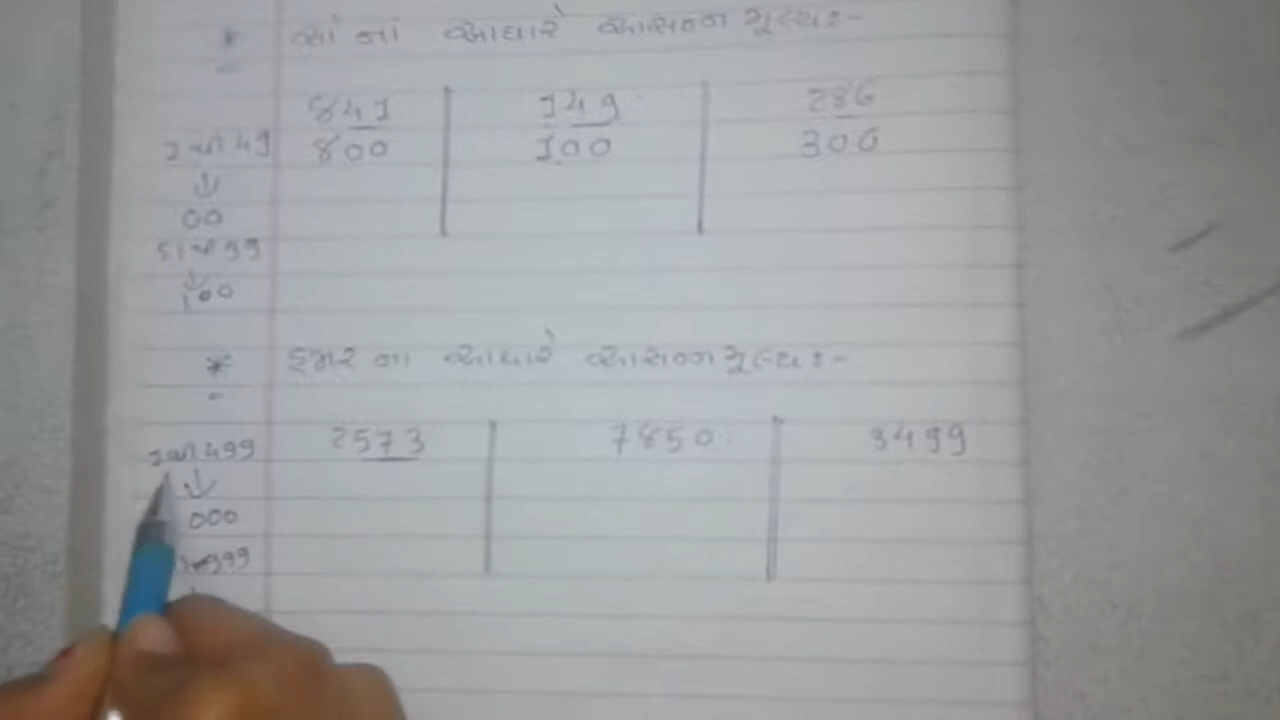 * સો નાં આધારે આસન્ન મૂલ્ય :-
841 149 286
1 થી 49 800 100 300
↓
00
51 થી 99
↓
100
* હજાર ના આધારે આસન્ન મૂલ્ય :-
1 થી 499 2573 7850 3499
↓
000
999